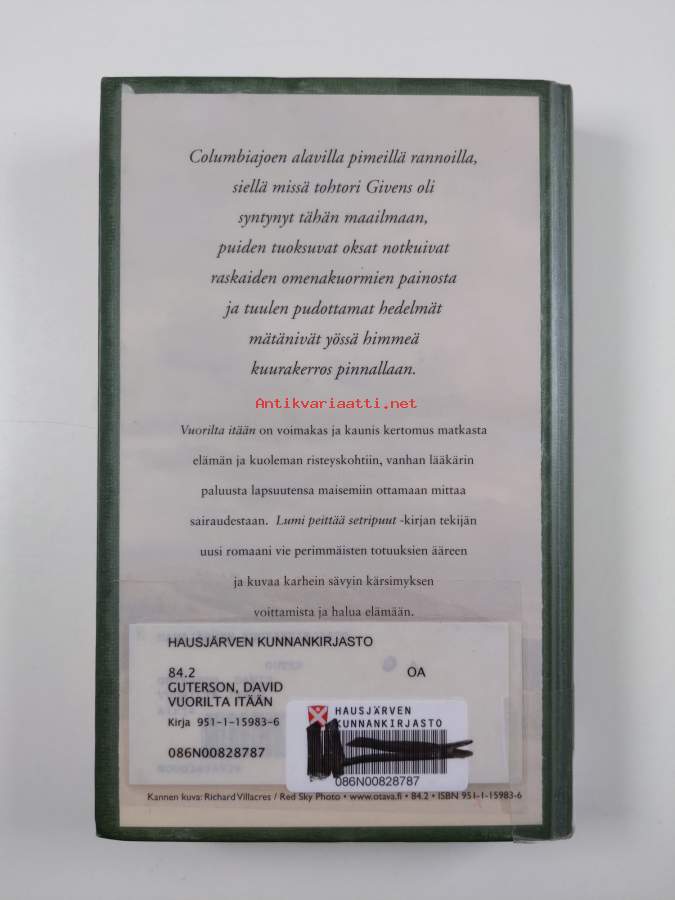 Columbiajoen alavilla pimeillä rannoilla,
siellä missä tohtori Givens oli
syntynyt tähän maailmaan,
puiden tuoksuvat oksat notkuivat
raskaiden omenakuormien painosta
ja tuulen pudottamat hedelmät
mätänivät yössä himmeä
kuurakerros pinnallaan.
Antikvariaatti.net
Vuorilta itään on voimakas ja kaunis kertomus matkasta
elämän ja kuoleman risteyskohtiin, vanhan lääkärin
paluusta lapsuutensa maisemiin ottamaan mittaa
sairaudestaan. Lumi peittää setripuut -kirjan tekijän
uusi romaani vie perimmäisten totuuksien ääreen
ja kuvaa karhein sävyin kärsimyksen
voittamista ja halua elämään.
HAUSJÄRVEN KUNNANKIRJASTO
84.2 OA
GUTERSON, DAVID
VUORILTA ITÄÄN
Kirja 951-1-15983-6
086N00828787
HAUSJÄRVEN
KUNNANKIRJASTO
086N00828787
Kannen kuva: Richard Villacres / Red Sky Photo • www.otava.fi • 84.2 • ISBN 951-1-15983-6